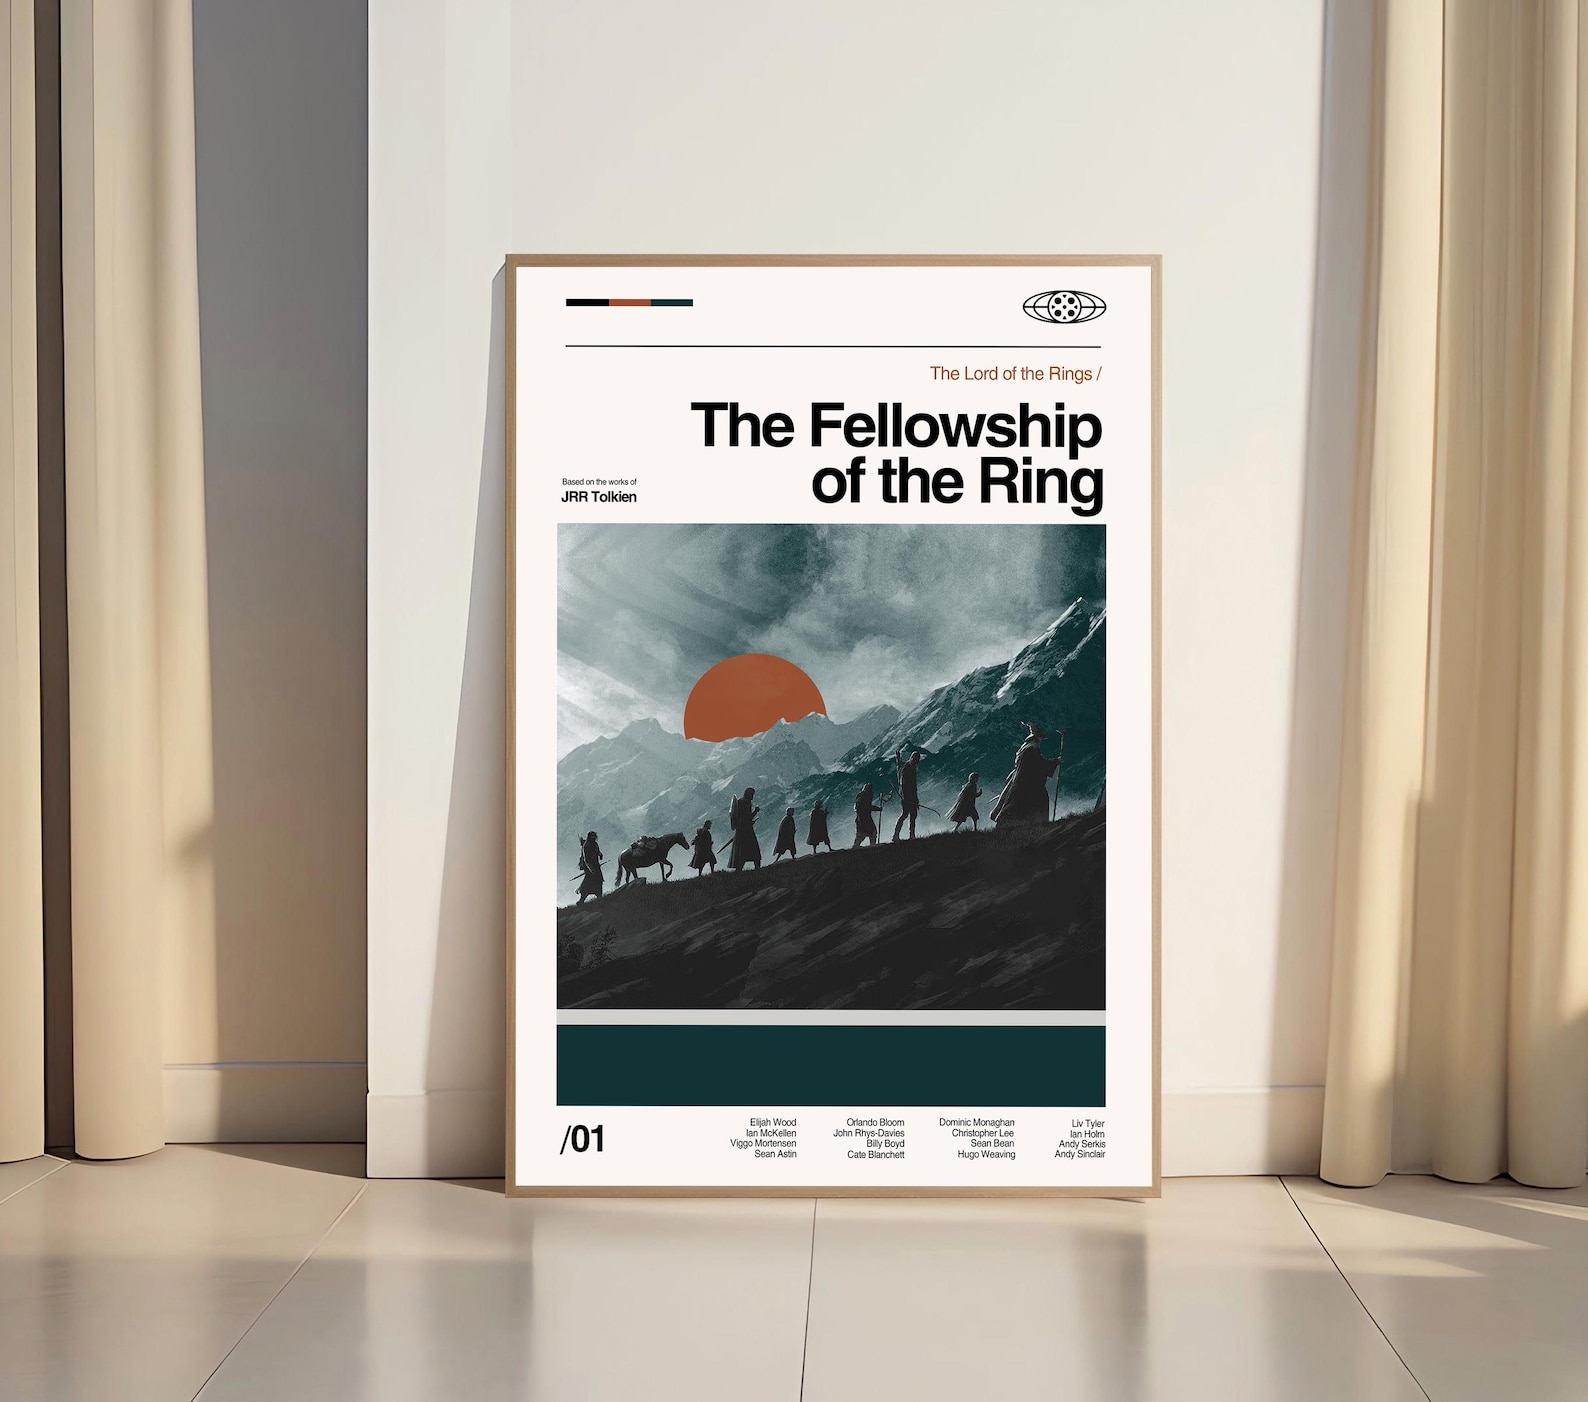 The Lord of the Rings /
The Fellowship
of the Ring
Based on the works of
JRR Tolkien
/01
Elijah Wood
Ian McKellen
Viggo Mortensen
Sean Astin
Orlando Bloom
John Rhys-Davies
Billy Boyd
Cate Blanchett
Dominic Monaghan
Christopher Lee
Sean Bean
Hugo Weaving
Liv Tyler
Ian Holm
Andy Serkis
Andy Sinclair